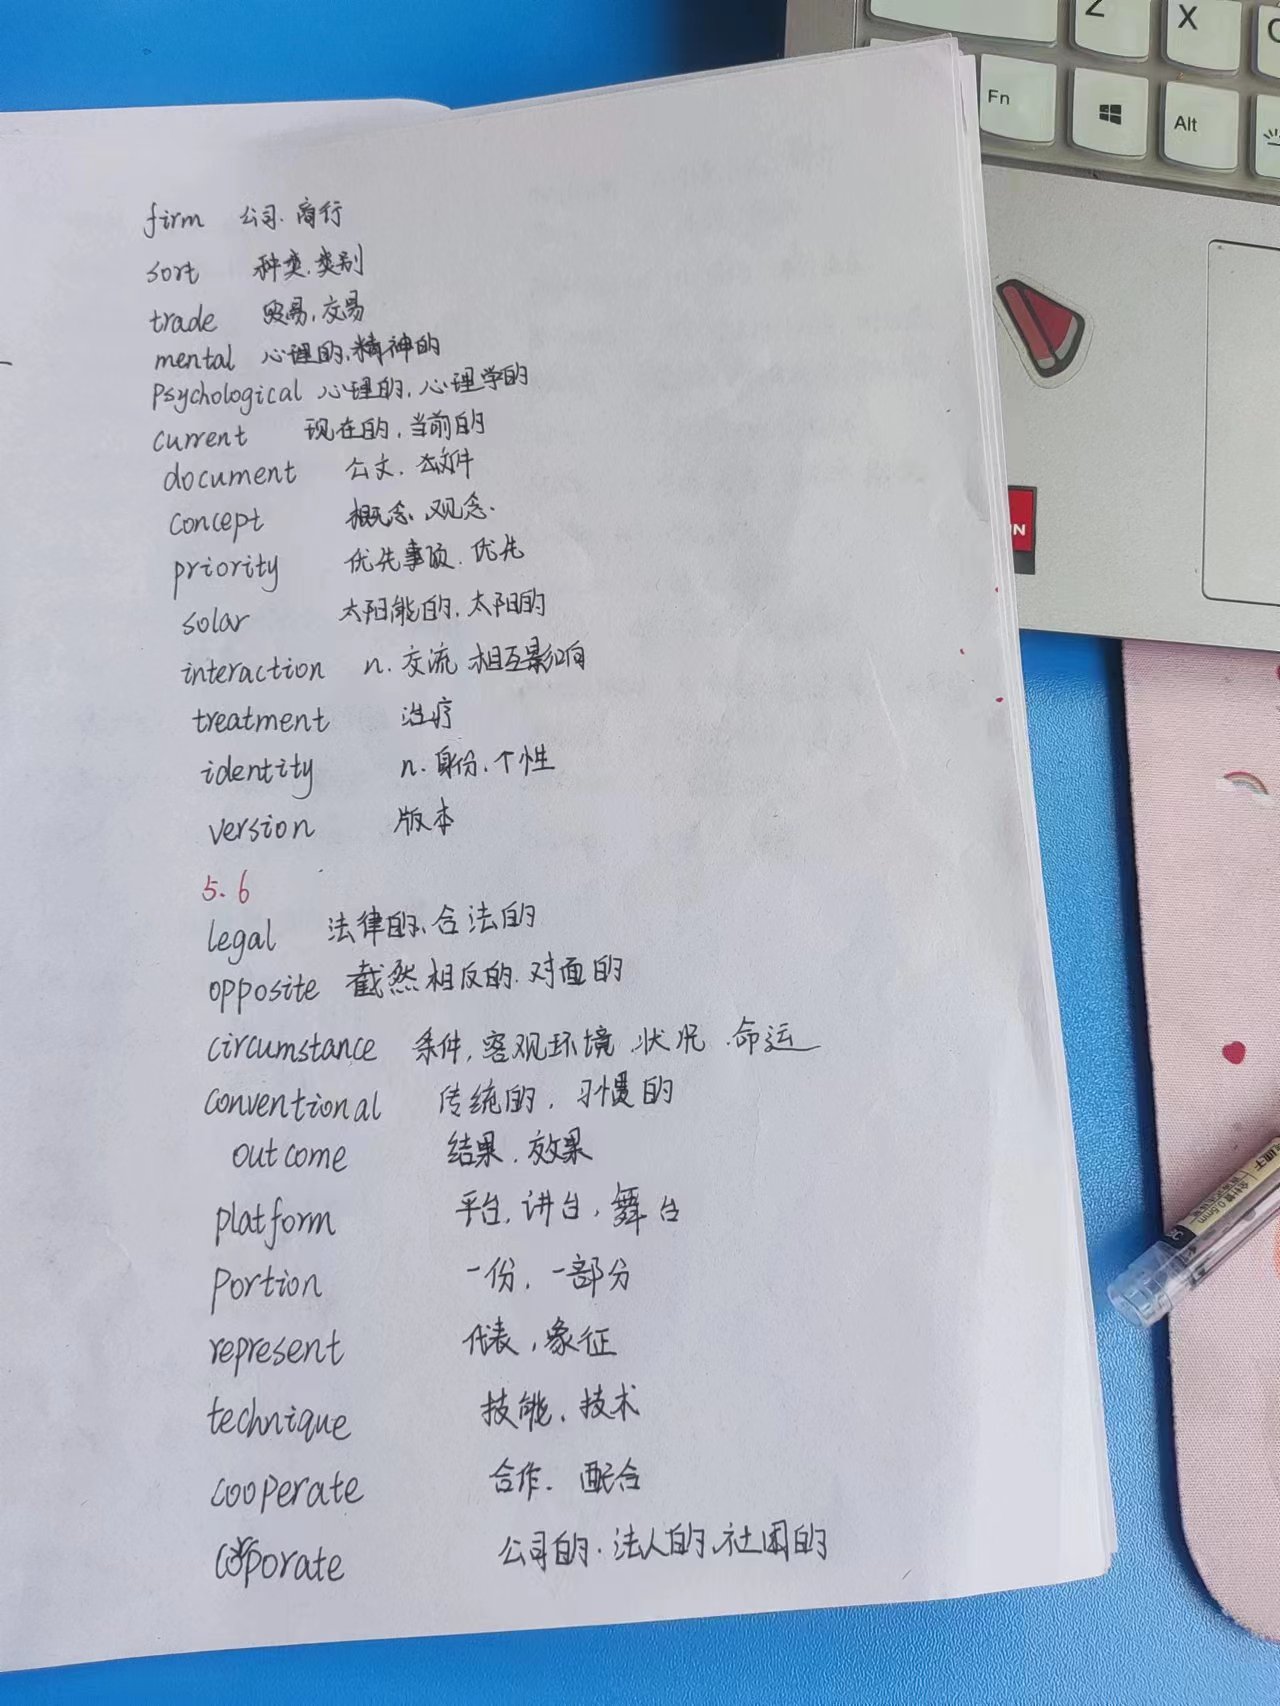 Z X
Fn Alt
firm 公司、商行
sort 种类、类别
trade 贸易,交易
mental 心理的、精神的
psychological 心理的,心理学的
current 现在的,当前的
document 公文、文件
concept 概念、观念、
priority 优先事项、优先
solar 太阳能的,太阳的
interaction n. 交流 相互影响
treatment 治疗
identity n. 身份、个性
version 版本
5.6
legal 法律的、合法的
opposite 截然相反的、对面的
circumstance 条件,客观环境、状况、命运
conventional 传统的,习惯的
outcome 结果、效果
platform 平台,讲台,舞台
portion 一份,一部分
represent 代表,象征
technique 技能、技术
cooperate 合作、配合
corporate 公司的、法人的、社团的
0.5mm